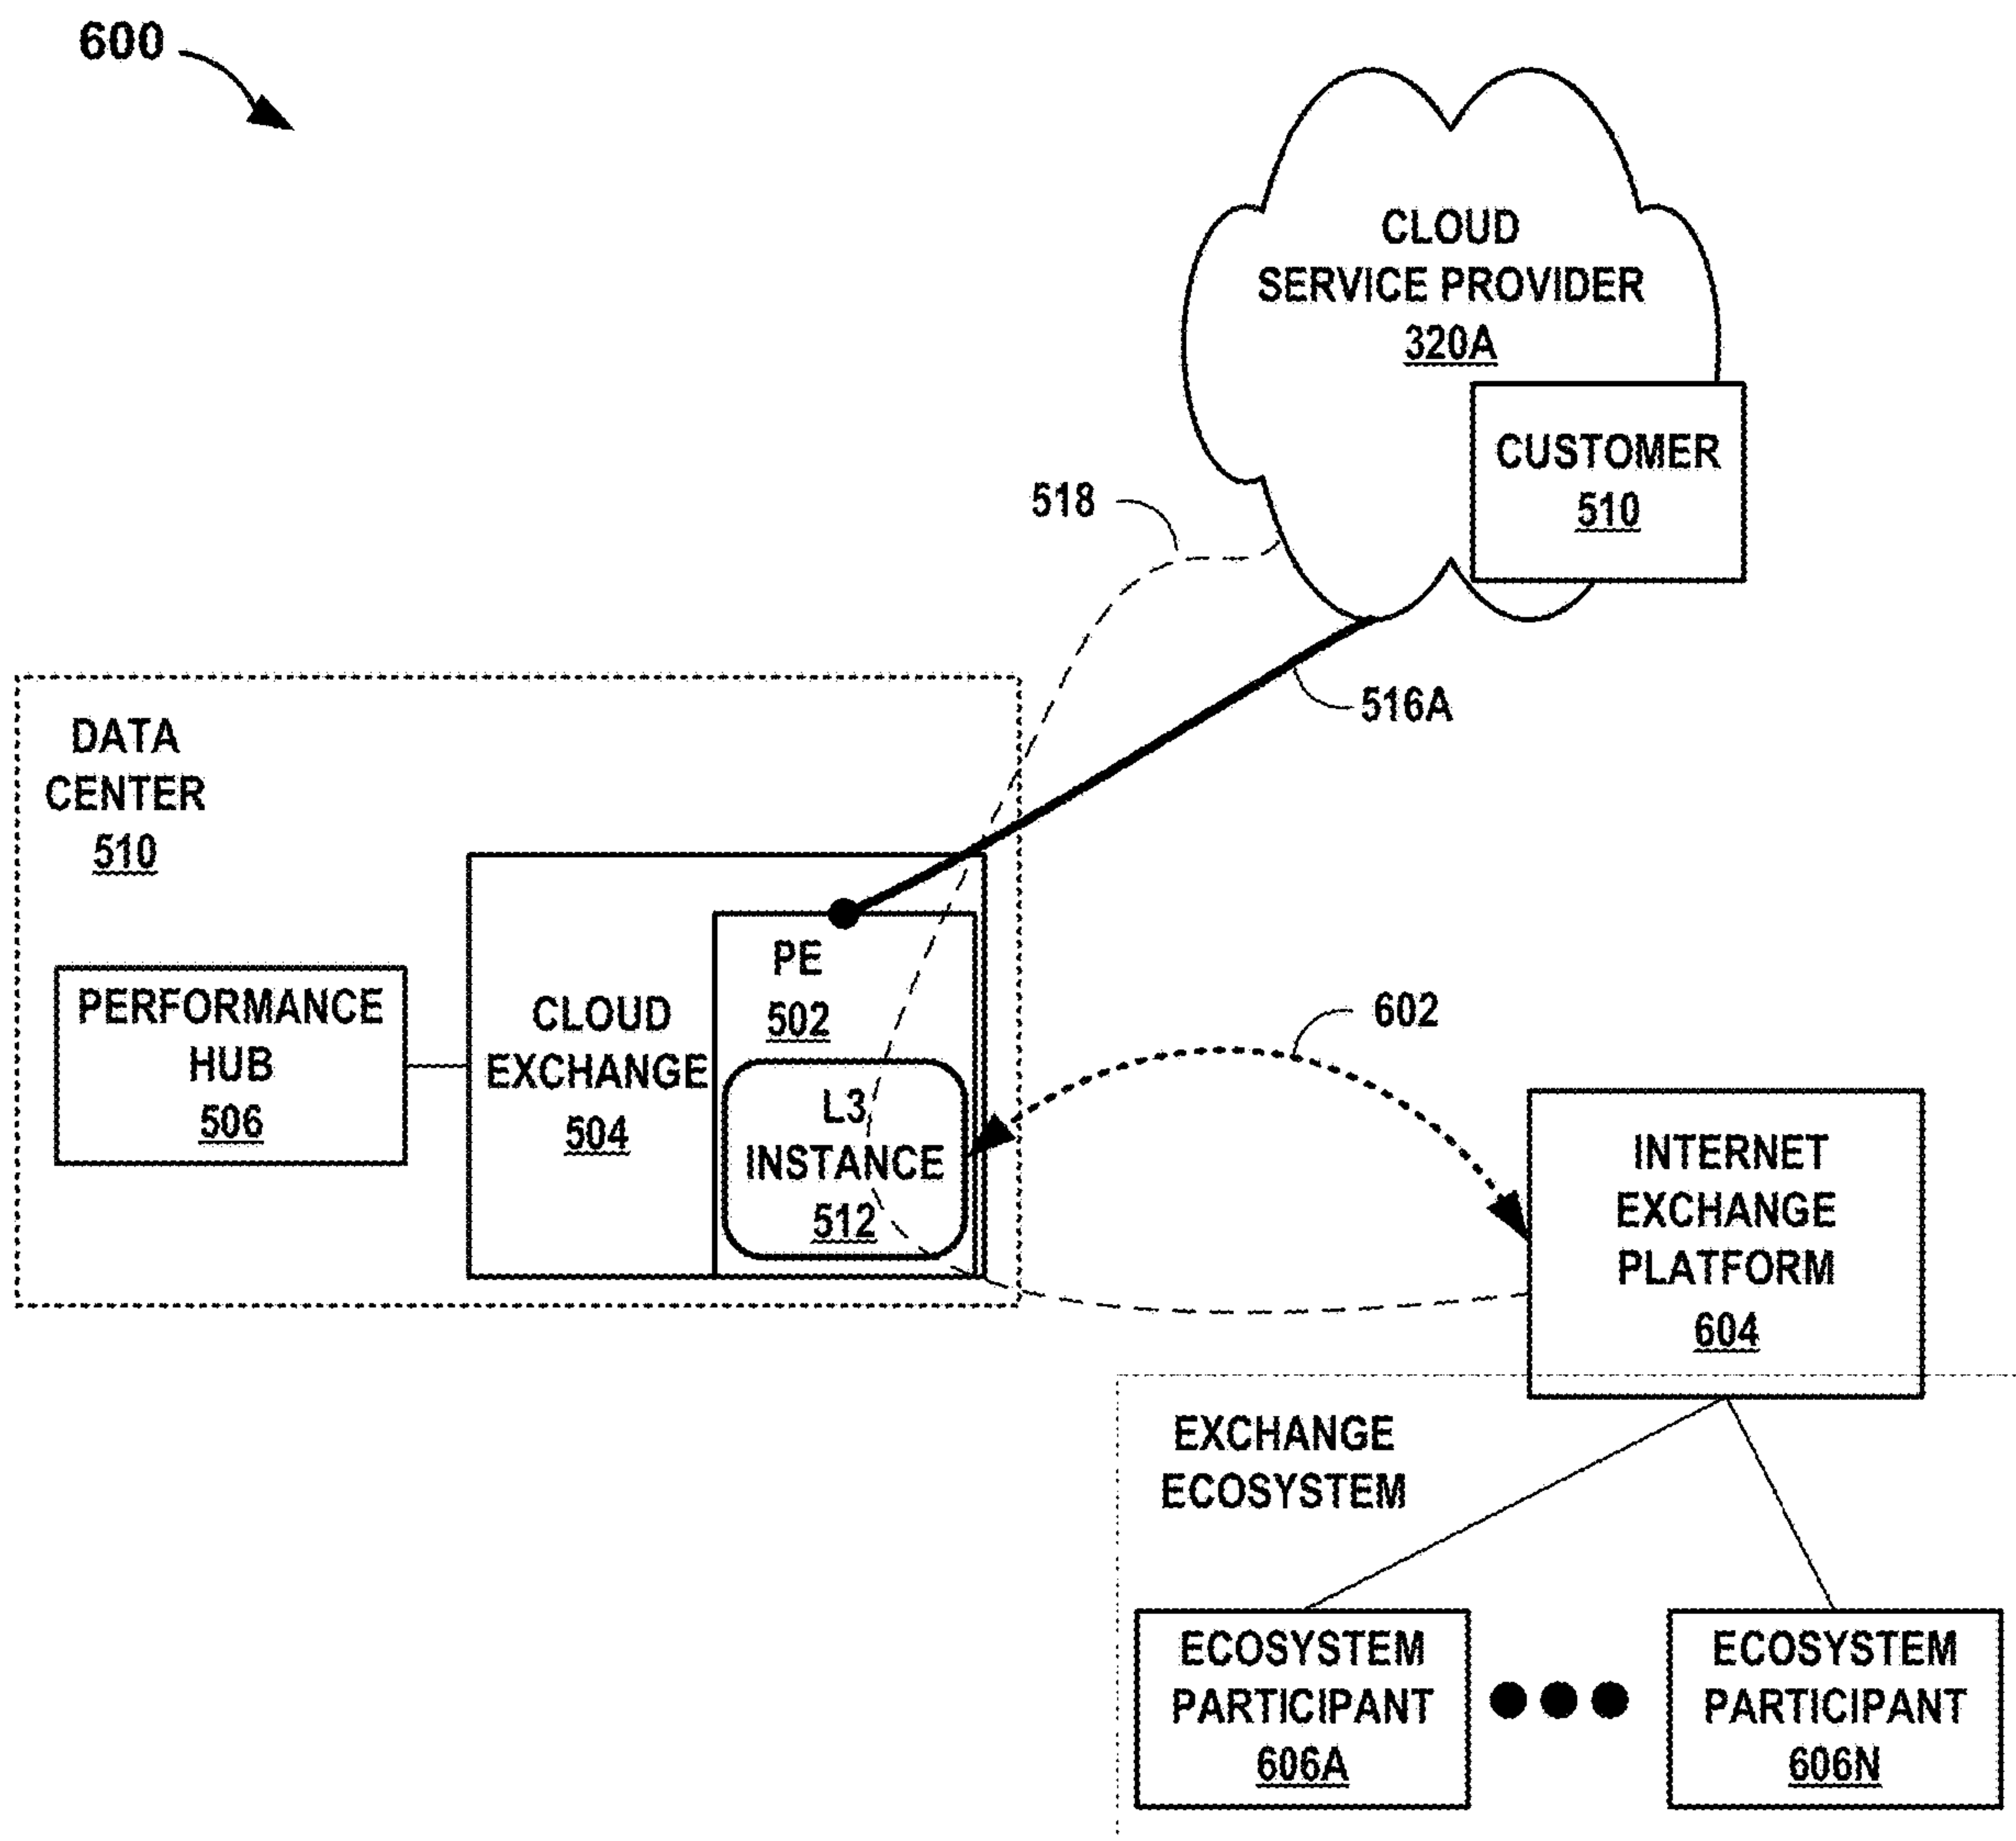 600
CLOUD
SERVICE PROVIDER
320A
CUSTOMER
510
518
516A
DATA
CENTER
510
PERFORMANCE
HUB
506
CLOUD
EXCHANGE
504
PE
502
L3
INSTANCE
512
602
INTERNET
EXCHANGE
PLATFORM
604
EXCHANGE
ECOSYSTEM
ECOSYSTEM
PARTICIPANT
606A
ECOSYSTEM
PARTICIPANT
606N